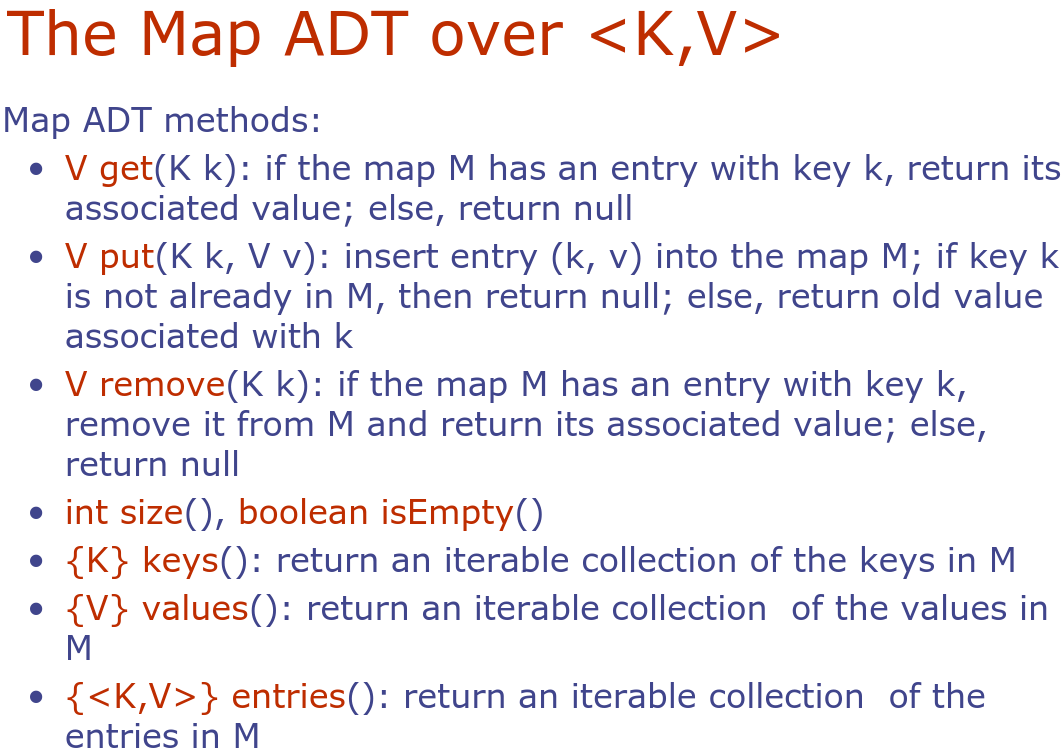 The Map ADT over <K,V>
Map ADT methods:
• V get(K k): if the map M has an entry with key k, return its
associated value; else, return null
• V put(K k, V v): insert entry (k, v) into the map M; if key k
is not already in M, then return null; else, return old value
associated with k
• V remove(K k): if the map M has an entry with key k,
remove it from M and return its associated value; else,
return null
• int size(), boolean isEmpty()
• {K} keys(): return an iterable collection of the keys in M
• {V} values(): return an iterable collection  of the values in
M
• {<K,V>} entries(): return an iterable collection  of the
entries in M